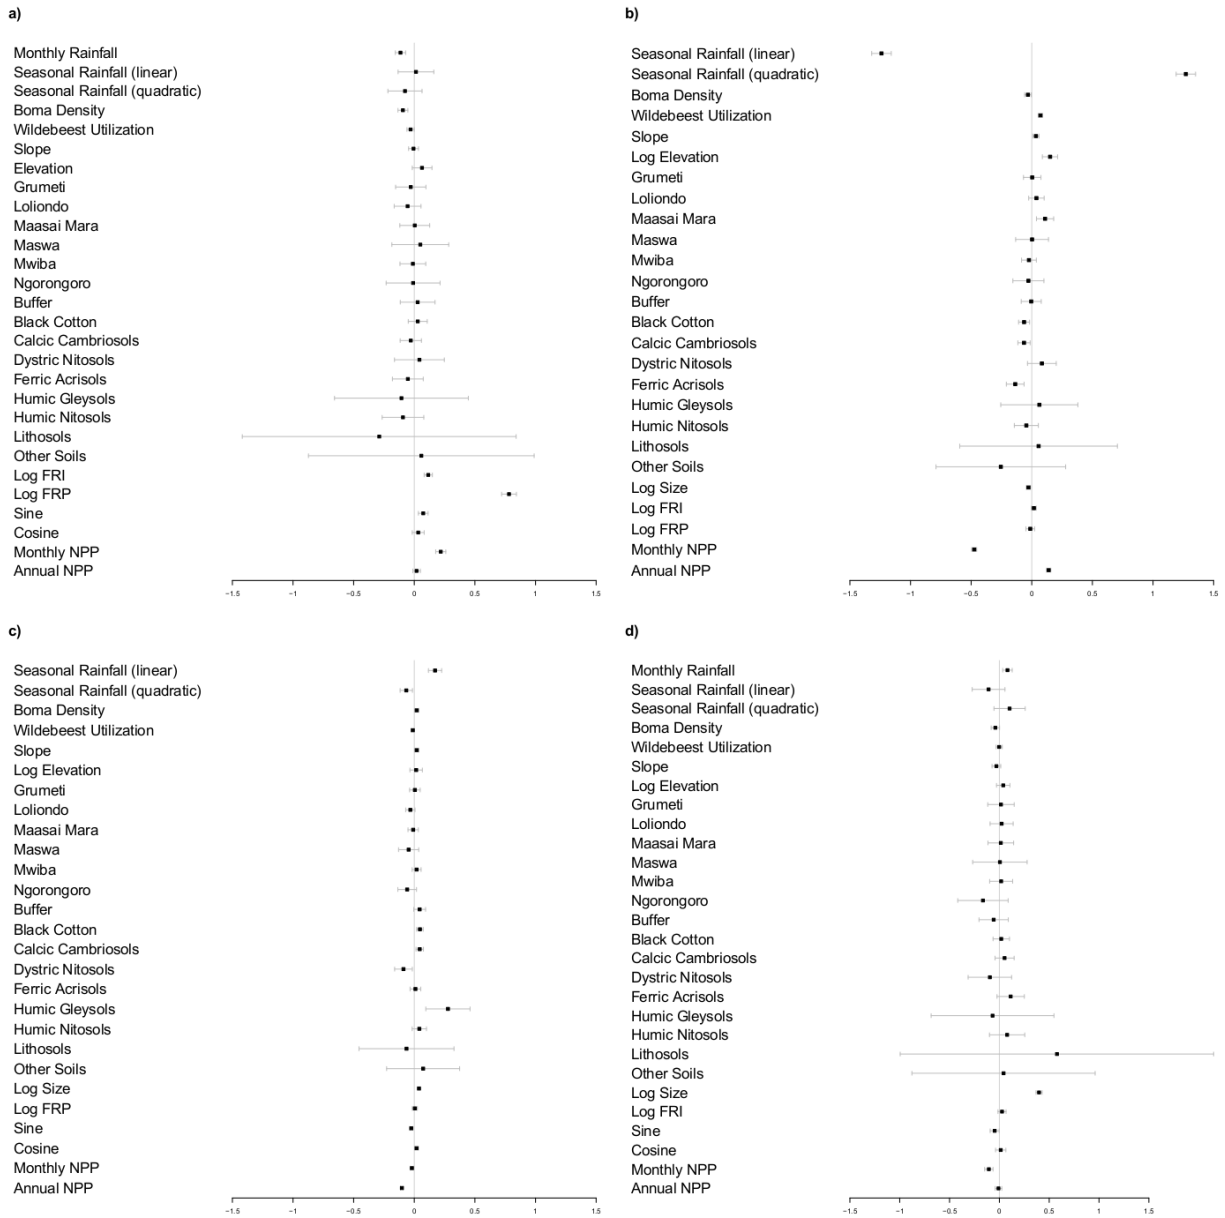 a)
Monthly Rainfall
Seasonal Rainfall (linear)
Seasonal Rainfall (quadratic)
Boma Density
Wildebeest Utilization
Slope
Elevation
Grumeti
Loliondo
Maasai Mara
Maswa
Mwiba
Ngorongoro
Buffer
Black Cotton
Calcic Cambriosols
Dystric Nitosols
Ferric Acrisols
Humic Gleysols
Humic Nitosols
Lithosols
Other Soils
Log FRI
Log FRP
Sine
Cosine
Monthly NPP
Annual NPP
−1.5 −1 −0.5 0 0.5 1 1.5
b)
Seasonal Rainfall (linear)
Seasonal Rainfall (quadratic)
Boma Density
Wildebeest Utilization
Slope
Log Elevation
Grumeti
Loliondo
Maasai Mara
Maswa
Mwiba
Ngorongoro
Buffer
Black Cotton
Calcic Cambriosols
Dystric Nitosols
Ferric Acrisols
Humic Gleysols
Humic Nitosols
Lithosols
Other Soils
Log Size
Log FRI
Log FRP
Monthly NPP
Annual NPP
−1.5 −1 −0.5 0 0.5 1 1.5
c)
Seasonal Rainfall (linear)
Seasonal Rainfall (quadratic)
Boma Density
Wildebeest Utilization
Slope
Log Elevation
Grumeti
Loliondo
Maasai Mara
Maswa
Mwiba
Ngorongoro
Buffer
Black Cotton
Calcic Cambriosols
Dystric Nitosols
Ferric Acrisols
Humic Gleysols
Humic Nitosols
Lithosols
Other Soils
Log Size
Log FRP
Sine
Cosine
Monthly NPP
Annual NPP
−1.5 −1 −0.5 0 0.5 1 1.5
d)
Monthly Rainfall
Seasonal Rainfall (linear)
Seasonal Rainfall (quadratic)
Boma Density
Wildebeest Utilization
Slope
Log Elevation
Grumeti
Loliondo
Maasai Mara
Maswa
Mwiba
Ngorongoro
Buffer
Black Cotton
Calcic Cambriosols
Dystric Nitosols
Ferric Acrisols
Humic Gleysols
Humic Nitosols
Lithosols
Other Soils
Log Size
Log FRI
Sine
Cosine
Monthly NPP
Annual NPP
−1.5 −1 −0.5 0 0.5 1 1.5